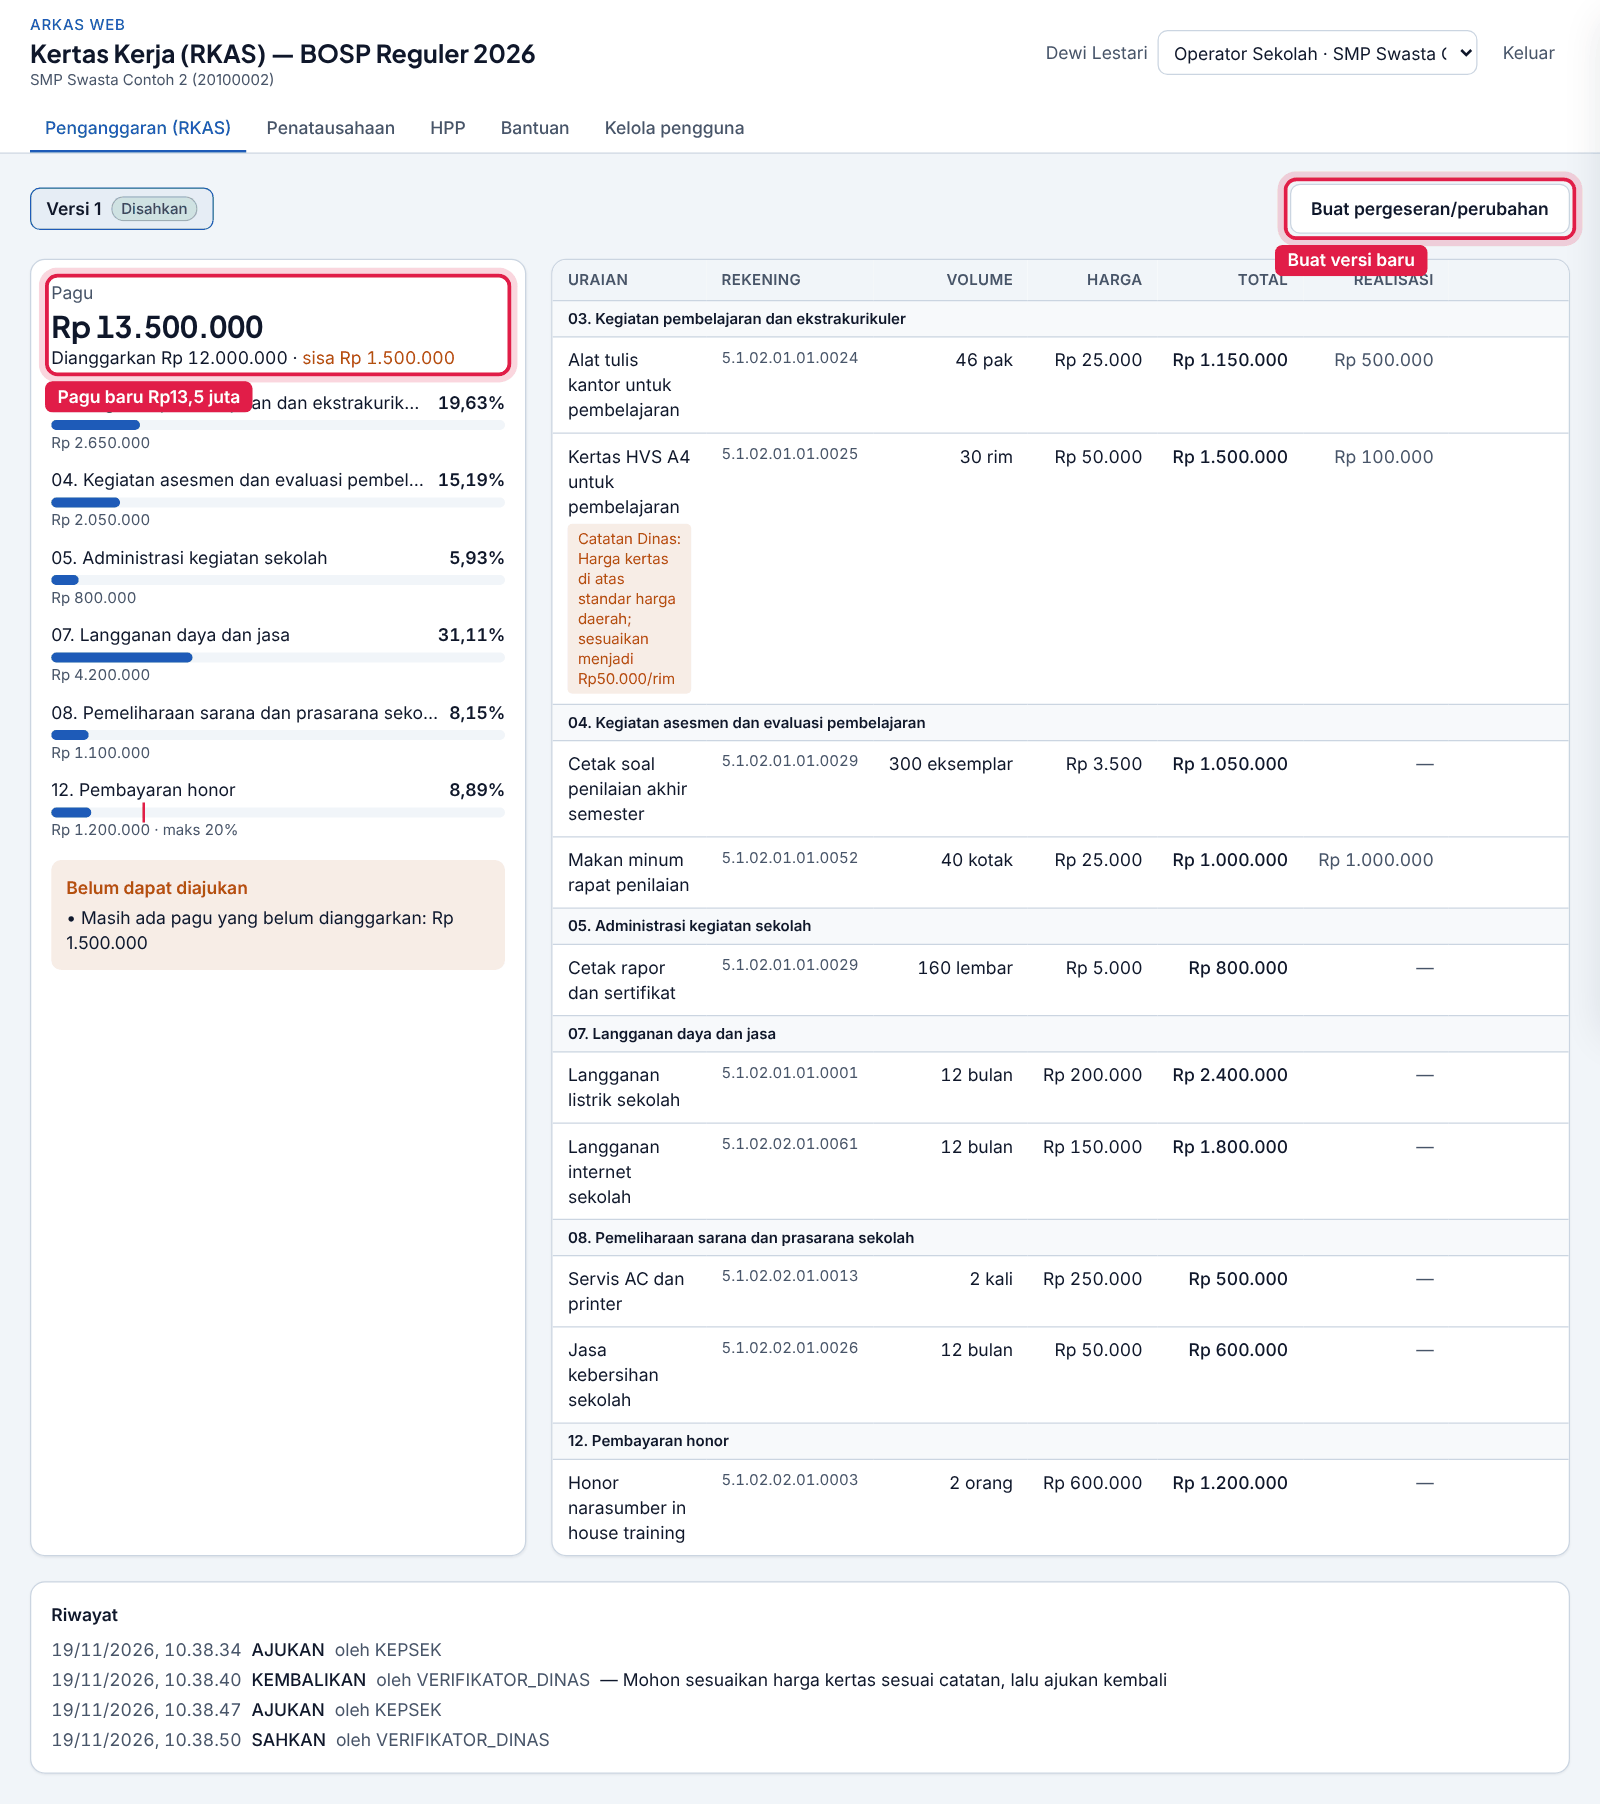 ARKAS WEB
Kertas Kerja (RKAS) — BOSP Reguler 2026
SMP Swasta Contoh 2 (20100002)
Dewi Lestari
Operator Sekolah · SMP Swasta
Keluar
Penganggaran (RKAS)
Penatausahaan
HPP
Bantuan
Kelola pengguna
Versi 1 Disahkan
Buat pergeseran/perubahan
Buat versi baru
Pagu
Rp 13.500.000
Dianggarkan Rp 12.000.000 · sisa Rp 1.500.000
Pagu baru Rp13,5 juta
dan ekstrakurik... 19,63%
Rp 2.650.000
04. Kegiatan asesmen dan evaluasi pembel... 15,19%
Rp 2.050.000
05. Administrasi kegiatan sekolah 5,93%
Rp 800.000
07. Langganan daya dan jasa 31,11%
Rp 4.200.000
08. Pemeliharaan sarana dan prasarana seko... 8,15%
Rp 1.100.000
12. Pembayaran honor 8,89%
Rp 1.200.000 · maks 20%
Belum dapat diajukan
• Masih ada pagu yang belum dianggarkan: Rp
1.500.000
URAIAN REKENING VOLUME HARGA TOTAL REALISASI
03. Kegiatan pembelajaran dan ekstrakurikuler
Alat tulis 5.1.02.01.01.0024 46 pak Rp 25.000 Rp 1.150.000 Rp 500.000
kantor untuk
pembelajaran
Kertas HVS A4 5.1.02.01.01.0025 30 rim Rp 50.000 Rp 1.500.000 Rp 100.000
untuk
pembelajaran
Catatan Dinas:
Harga kertas
di atas
standar harga
daerah;
sesuaikan
menjadi
Rp50.000/rim
04. Kegiatan asesmen dan evaluasi pembelajaran
Cetak soal 5.1.02.01.01.0029 300 eksemplar Rp 3.500 Rp 1.050.000 —
penilaian akhir
semester
Makan minum 5.1.02.01.01.0052 40 kotak Rp 25.000 Rp 1.000.000 Rp 1.000.000
rapat penilaian
05. Administrasi kegiatan sekolah
Cetak rapor 5.1.02.01.01.0029 160 lembar Rp 5.000 Rp 800.000 —
dan sertifikat
07. Langganan daya dan jasa
Langganan 5.1.02.01.01.0001 12 bulan Rp 200.000 Rp 2.400.000 —
listrik sekolah
Langganan 5.1.02.02.01.0061 12 bulan Rp 150.000 Rp 1.800.000 —
internet
sekolah
08. Pemeliharaan sarana dan prasarana sekolah
Servis AC dan 5.1.02.02.01.0013 2 kali Rp 250.000 Rp 500.000 —
printer
Jasa 5.1.02.02.01.0026 12 bulan Rp 50.000 Rp 600.000 —
kebersihan
sekolah
12. Pembayaran honor
Honor 5.1.02.02.01.0003 2 orang Rp 600.000 Rp 1.200.000 —
narasumber in
house training
Riwayat
19/11/2026, 10.38.34 AJUKAN oleh KEPSEK
19/11/2026, 10.38.40 KEMBALIKAN oleh VERIFIKATOR_DINAS — Mohon sesuaikan harga kertas sesuai catatan, lalu ajukan kembali
19/11/2026, 10.38.47 AJUKAN oleh KEPSEK
19/11/2026, 10.38.50 SAHKAN oleh VERIFIKATOR_DINAS